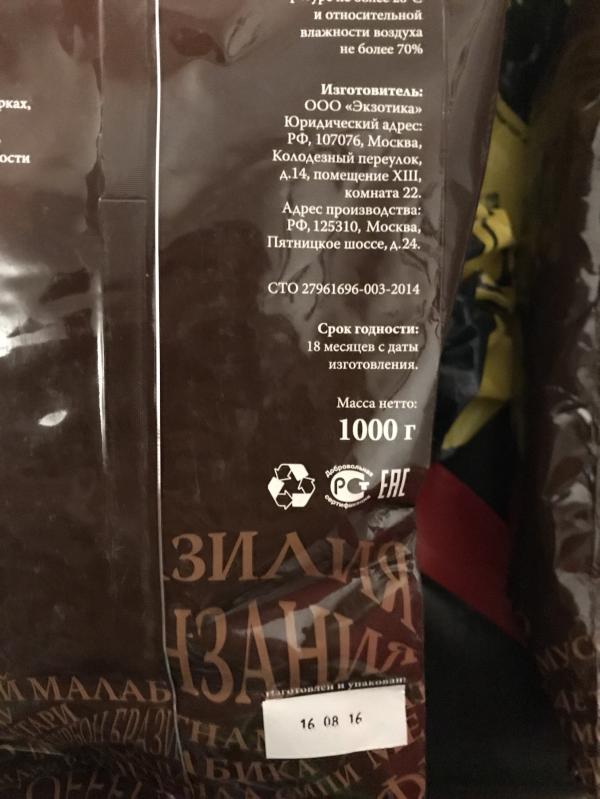 и относительной
влажности воздуха
не более 70%
Изготовитель:
ООО «Экзотика»
Юридический адрес:
РФ, 107076, Москва,
Колодезный переулок,
д.14, помещение XIII,
комната 22.
Адрес производства:
РФ, 125310, Москва,
Пятницкое шоссе, д.24.
СТО 27961696-003-2014
Срок годности:
18 месяцев с даты
изготовления.
Масса нетто:
1000 г
Добровольная
РСТ
сертификация
ЕАС
ЗИЛИЯ
НЗАНИЯ
Изготовлен и упакован:
Й МАЛАБ
16 08 16